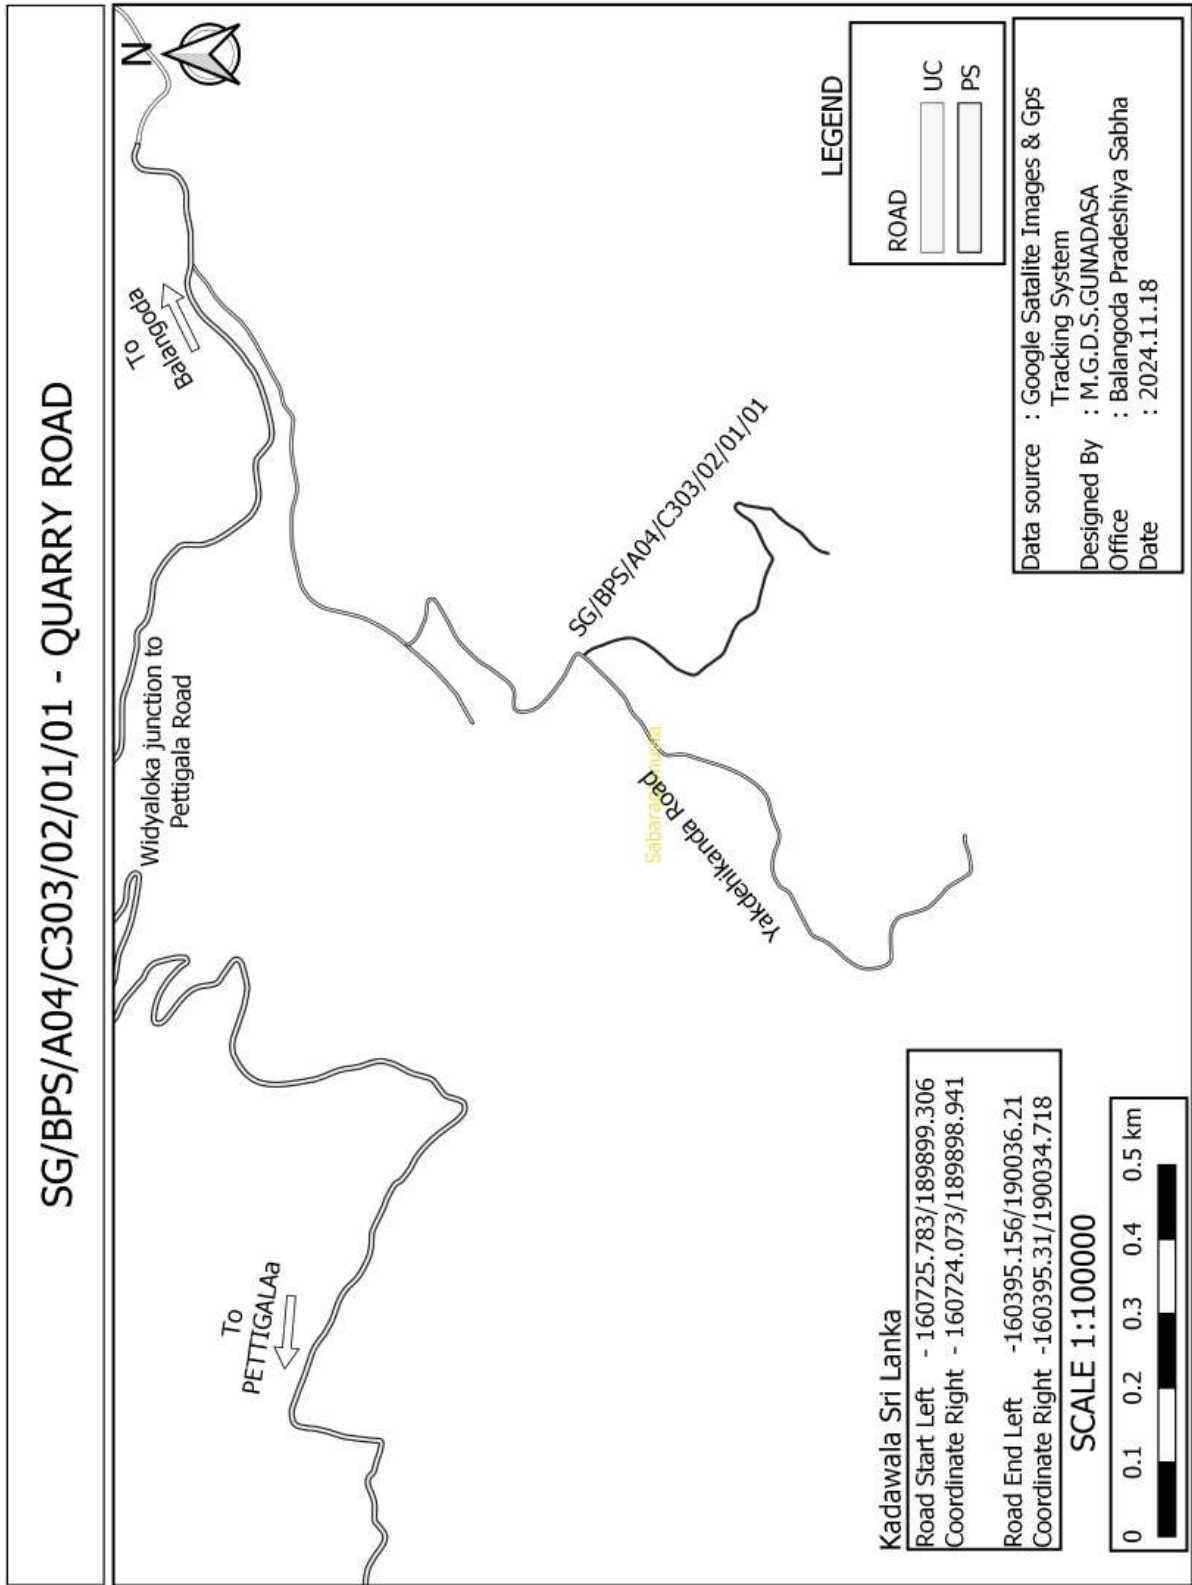 SG/BPS/A04/C303/02/01/01 - QUARRY ROAD
N
To
Balangoda
Widyaloka junction to
Pettigala Road
To
PETTIGALAa
SG/BPS/A04/C303/02/01/01
Yakdehikanda Road
LEGEND
ROAD
UC
PS
Kadawala Sri Lanka
Road Start Left - 160725.783/189899.306
Coordinate Right - 160724.073/189898.941
Road End Left -160395.156/190036.21
Coordinate Right -160395.31/190034.718
SCALE 1:100000
0 0.1 0.2 0.3 0.4 0.5 km
Data source : Google Satalite Images & Gps
Tracking System
Designed By : M.G.D.S.GUNADASA
Office : Balangoda Pradeshiya Sabha
Date : 2024.11.18